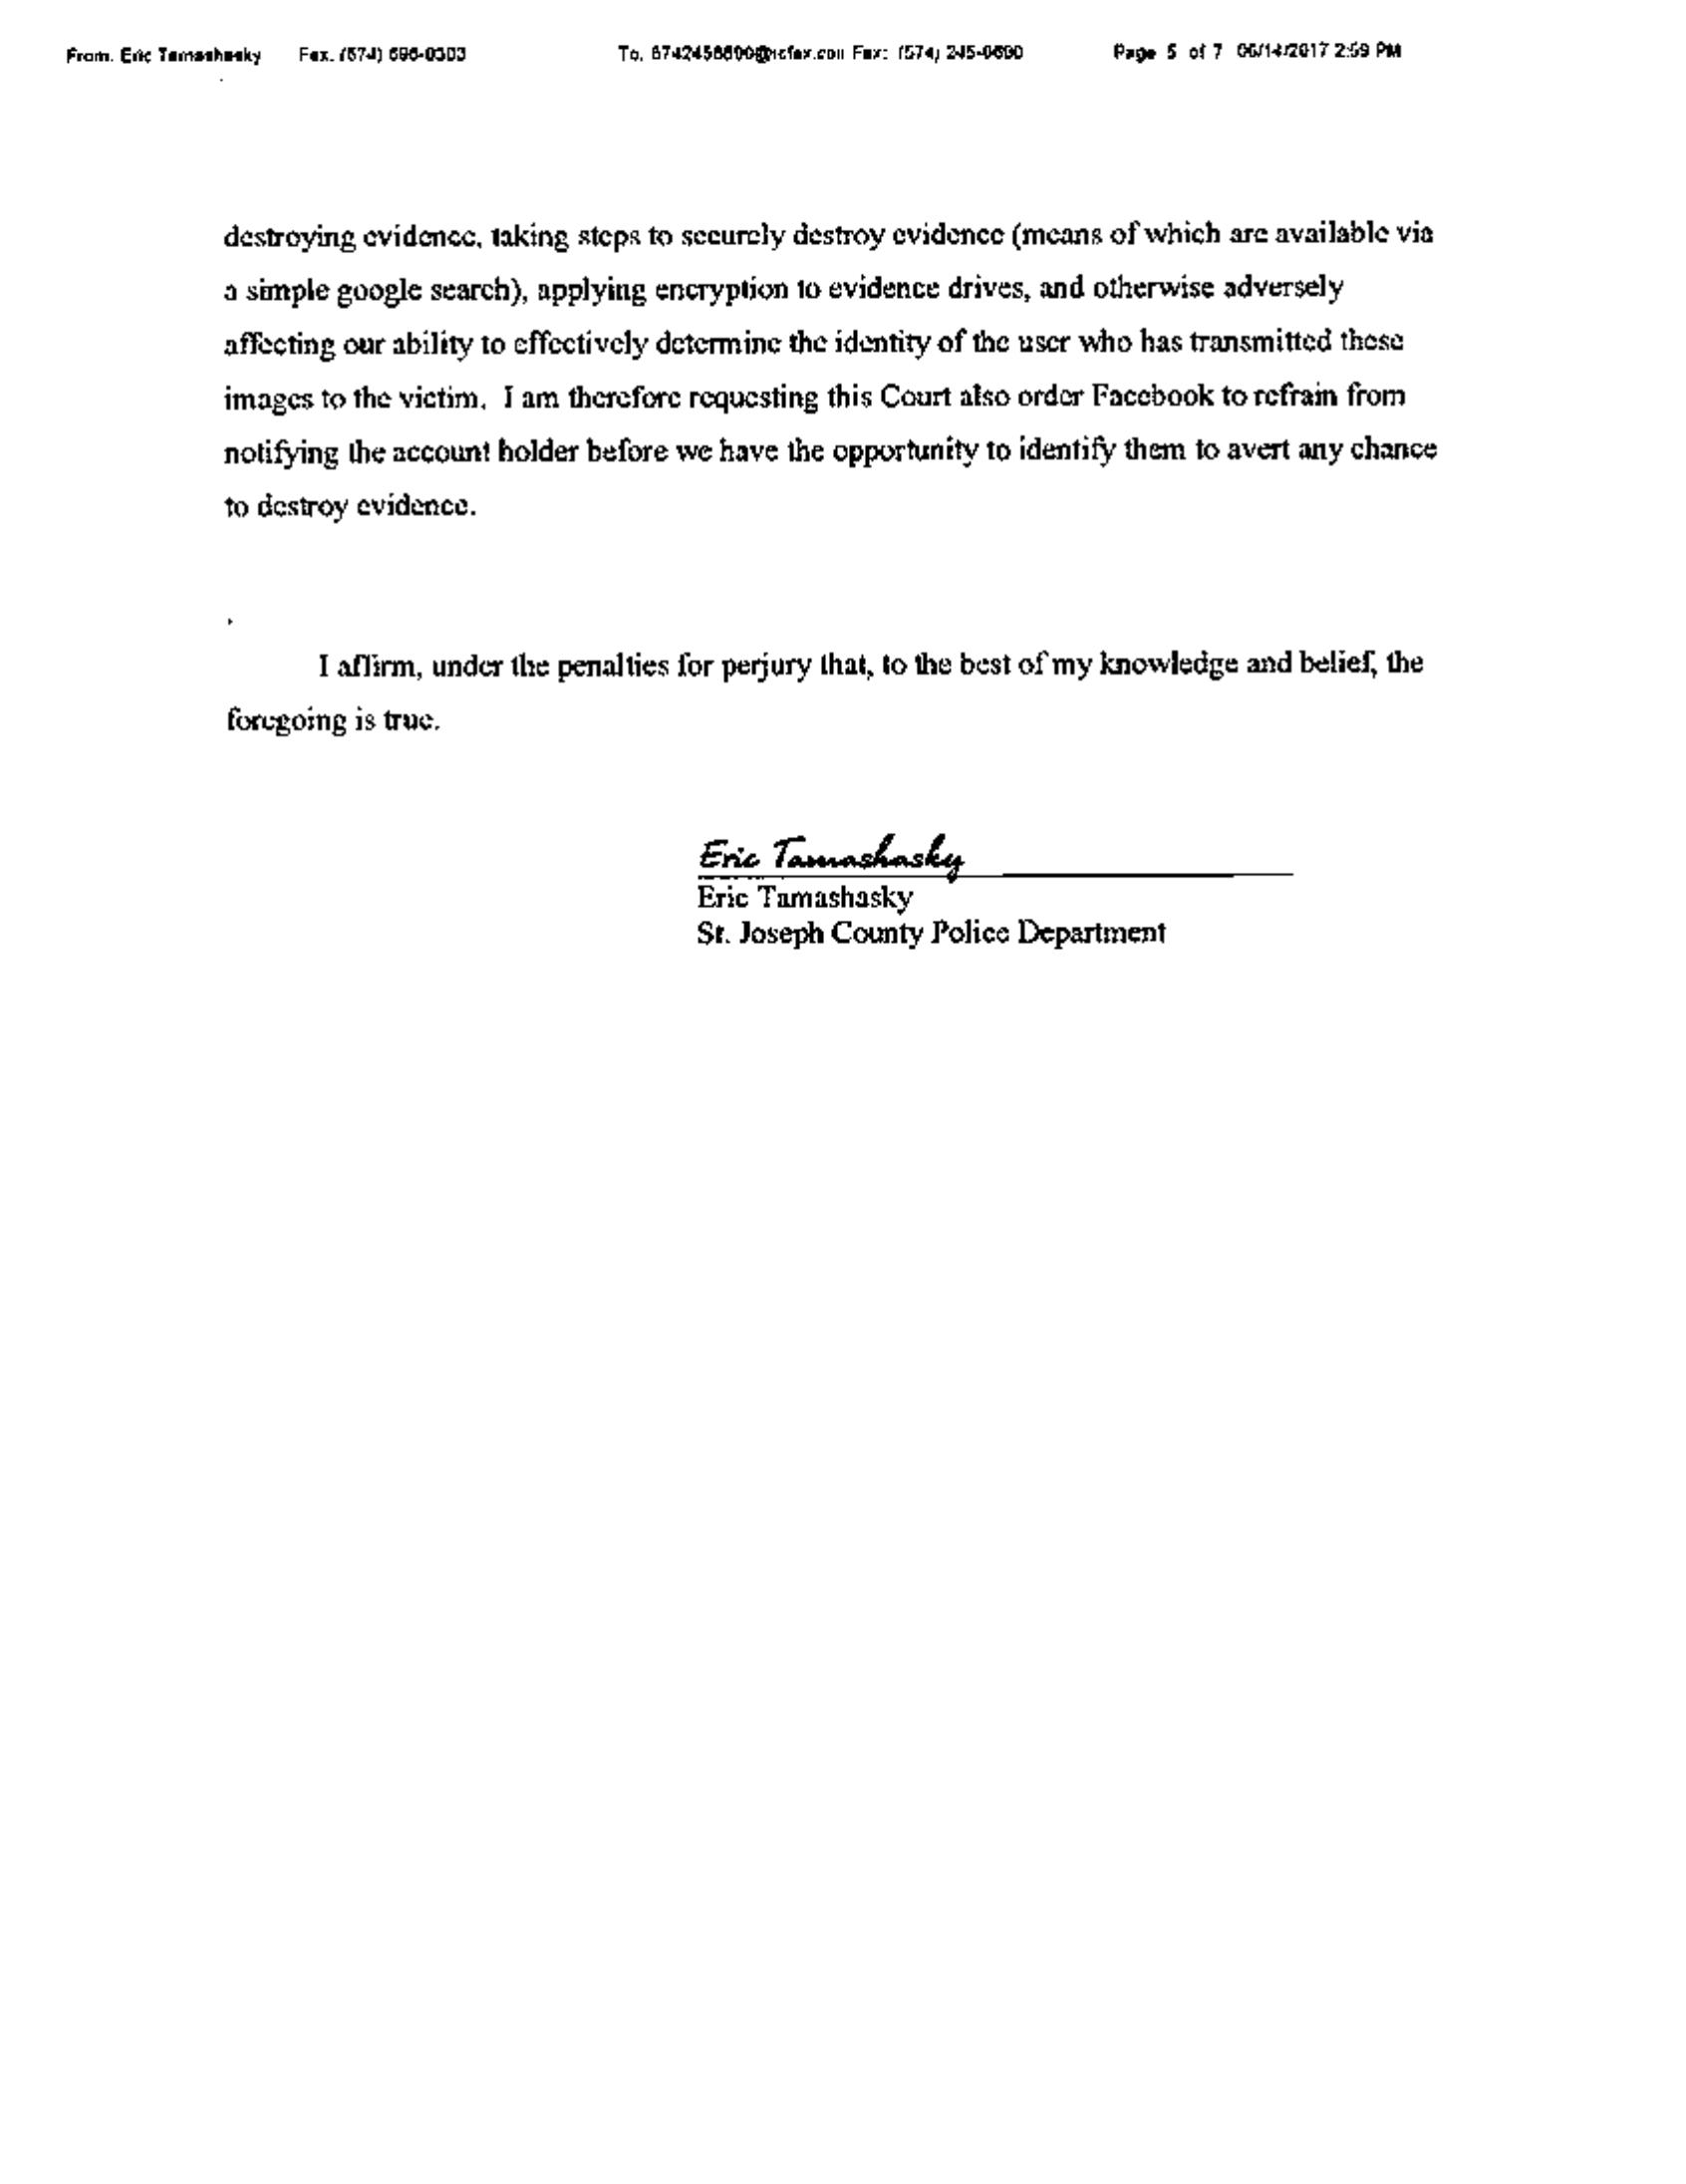 From. Eric Tamashasky Fax. (574) 696-0303 To. Fax: (574) 245-6600 Page 5 of 7 06/14/2017 2:59 PM
destroying evidence, taking steps to securely destroy evidence (means of which are available via
a simple google search), applying encryption to evidence drives, and otherwise adversely
affecting our ability to effectively determine the identity of the user who has transmitted these
images to the victim. I am therefore requesting this Court also order Facebook to refrain from
notifying the account holder before we have the opportunity to identify them to avert any chance
to destroy evidence.
I affirm, under the penalties for perjury that, to the best of my knowledge and belief, the
foregoing is true.
Eric Tamashasky
Eric Tamashasky
St. Joseph County Police Department